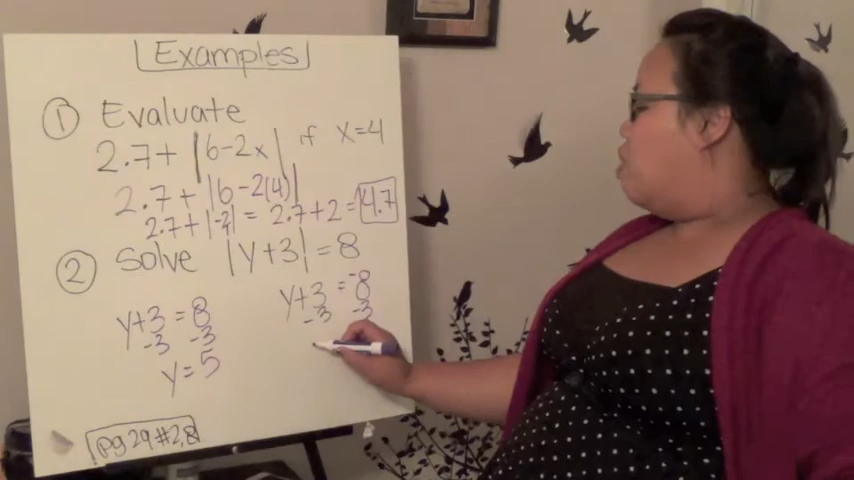 Examples
① Evaluate
2.7+ |6-2x| if x=4
2.7+ |6-2(4)|
2.7+|-2| = 2.7+2 = 4.7
② Solve |y+3| = 8
y+3 = 8 y+3 = -8
-3 -3 -3 -3
y = 5
pg 29 #2,8